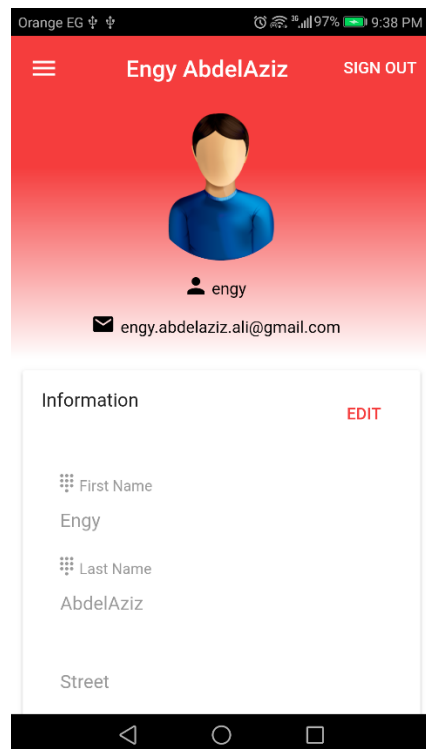 Orange EG 3G 97% 9:38 PM
Engy AbdelAziz SIGN OUT
engy
engy.abdelaziz.ali@gmail.com
Information
EDIT
First Name
Engy
Last Name
AbdelAziz
Street